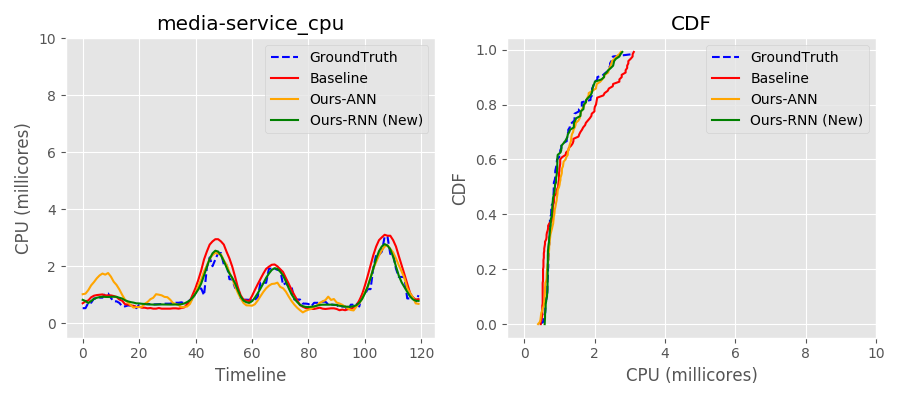 media-service_cpu
CPU (millicores)
10
8
6
4
2
0
GroundTruth
Baseline
Ours-ANN
Ours-RNN (New)
0 20 40 60 80 100 120
Timeline
CDF
CDF
1.0
0.8
0.6
0.4
0.2
0.0
GroundTruth
Baseline
Ours-ANN
Ours-RNN (New)
0 2 4 6 8 10
CPU (millicores)